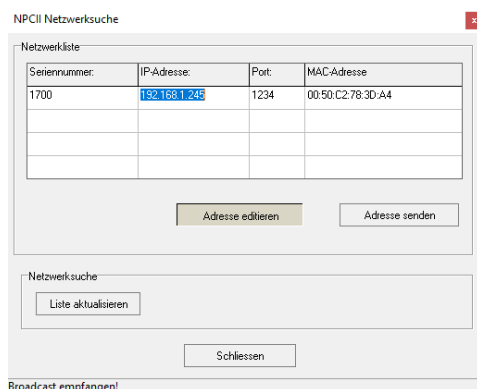 NPCII Netzwerksuche
x
Netzwerkliste
Seriennummer: IP-Adresse: Port: MAC-Adresse
1700 192.168.1.245 1234 00:50:C2:78:3D:A4
Adresse editieren Adresse senden
Netzwerksuche
Liste aktualisieren
Schliessen
Broadcast empfangen!